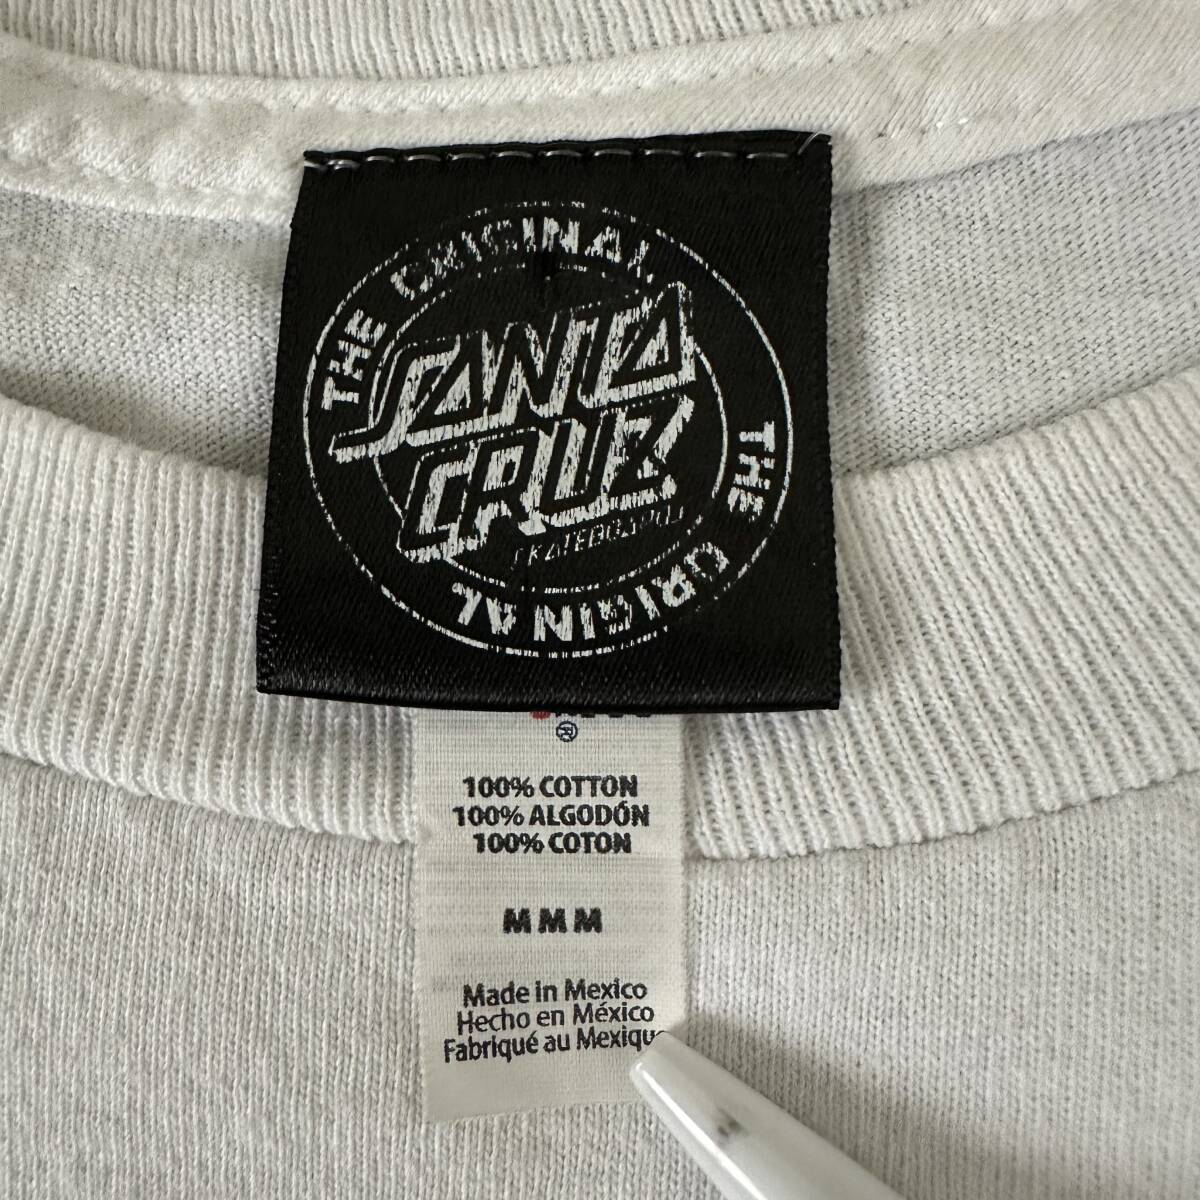 THE ORIGINAL
SANTA
CRUZ
SKATEBOARDS
THE ORIGINAL
®
100% COTTON
100% ALGODÓN
100% COTON
M M M
Made in Mexico
Hecho en México
Fabriqué au Mexique